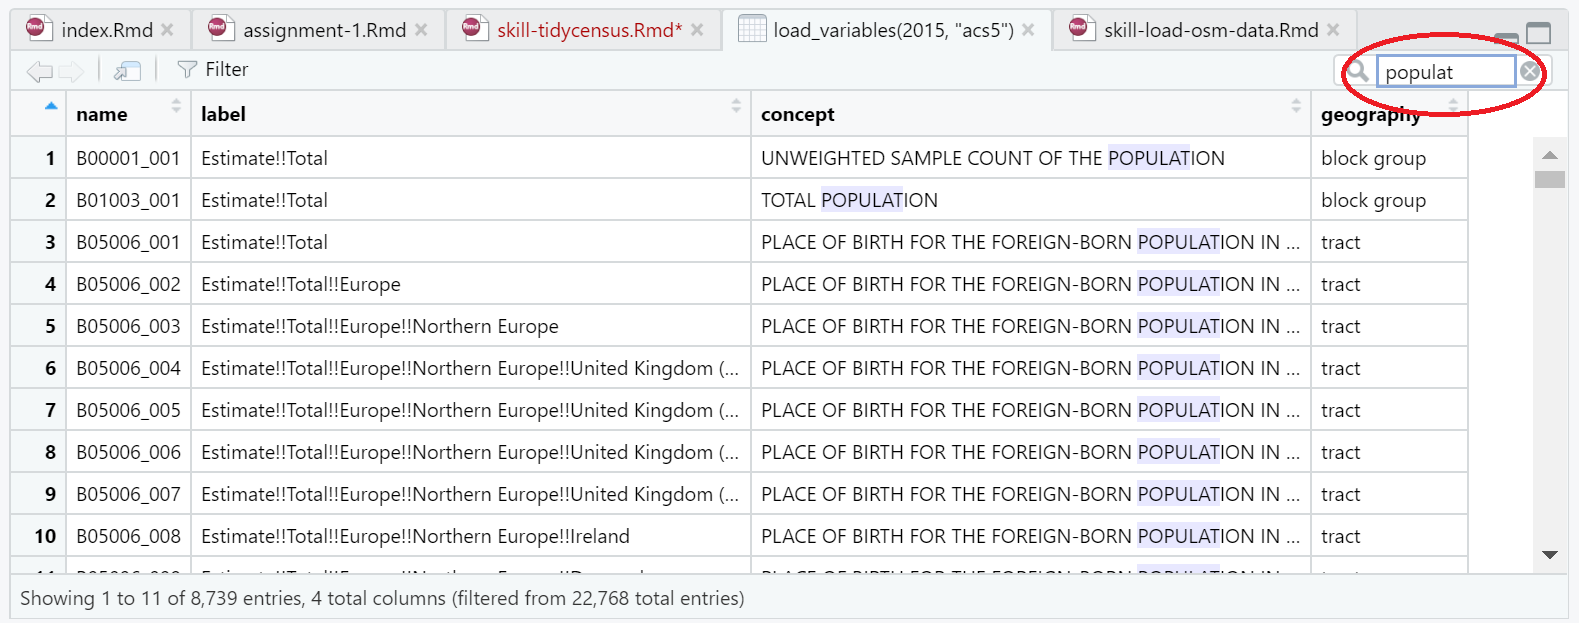 index.Rmd assignment-1.Rmd skill-tidycensus.Rmd* load_variables(2015, "acs5") skill-load-osm-data.Rmd
Filter populat
name label concept geography
1 B00001_001 Estimate!!Total UNWEIGHTED SAMPLE COUNT OF THE POPULATION block group
2 B01003_001 Estimate!!Total TOTAL POPULATION block group
3 B05006_001 Estimate!!Total PLACE OF BIRTH FOR THE FOREIGN-BORN POPULATION IN ... tract
4 B05006_002 Estimate!!Total!!Europe PLACE OF BIRTH FOR THE FOREIGN-BORN POPULATION IN ... tract
5 B05006_003 Estimate!!Total!!Europe!!Northern Europe PLACE OF BIRTH FOR THE FOREIGN-BORN POPULATION IN ... tract
6 B05006_004 Estimate!!Total!!Europe!!Northern Europe!!United Kingdom (... PLACE OF BIRTH FOR THE FOREIGN-BORN POPULATION IN ... tract
7 B05006_005 Estimate!!Total!!Europe!!Northern Europe!!United Kingdom (... PLACE OF BIRTH FOR THE FOREIGN-BORN POPULATION IN ... tract
8 B05006_006 Estimate!!Total!!Europe!!Northern Europe!!United Kingdom (... PLACE OF BIRTH FOR THE FOREIGN-BORN POPULATION IN ... tract
9 B05006_007 Estimate!!Total!!Europe!!Northern Europe!!United Kingdom (... PLACE OF BIRTH FOR THE FOREIGN-BORN POPULATION IN ... tract
10 B05006_008 Estimate!!Total!!Europe!!Northern Europe!!Ireland PLACE OF BIRTH FOR THE FOREIGN-BORN POPULATION IN ... tract
Showing 1 to 11 of 8,739 entries, 4 total columns (filtered from 22,768 total entries)